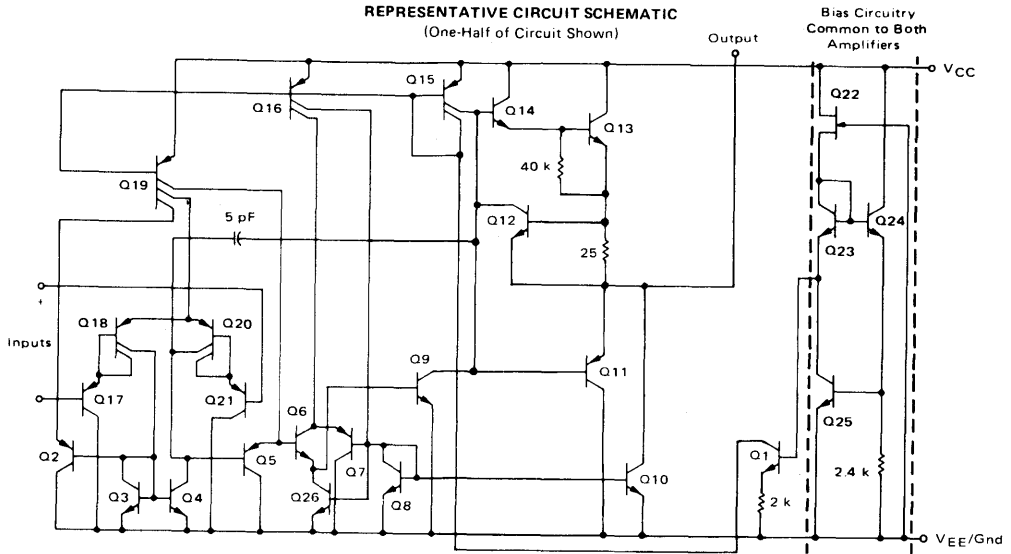 REPRESENTATIVE CIRCUIT SCHEMATIC
(One-Half of Circuit Shown)
Bias Circuitry
Common to Both
Amplifiers
Output
VCC
Q15
Q22
Q16
Q14
Q13
40 k
Q19
5 pF
Q12
Q24
Q23
25
+
Q18
Q20
Inputs
Q9
Q11
Q17
Q21
Q25
Q6
Q2
Q5
Q7
Q1
2.4 k
Q3
Q4
Q26
Q8
Q10
2 k
VEE/Gnd